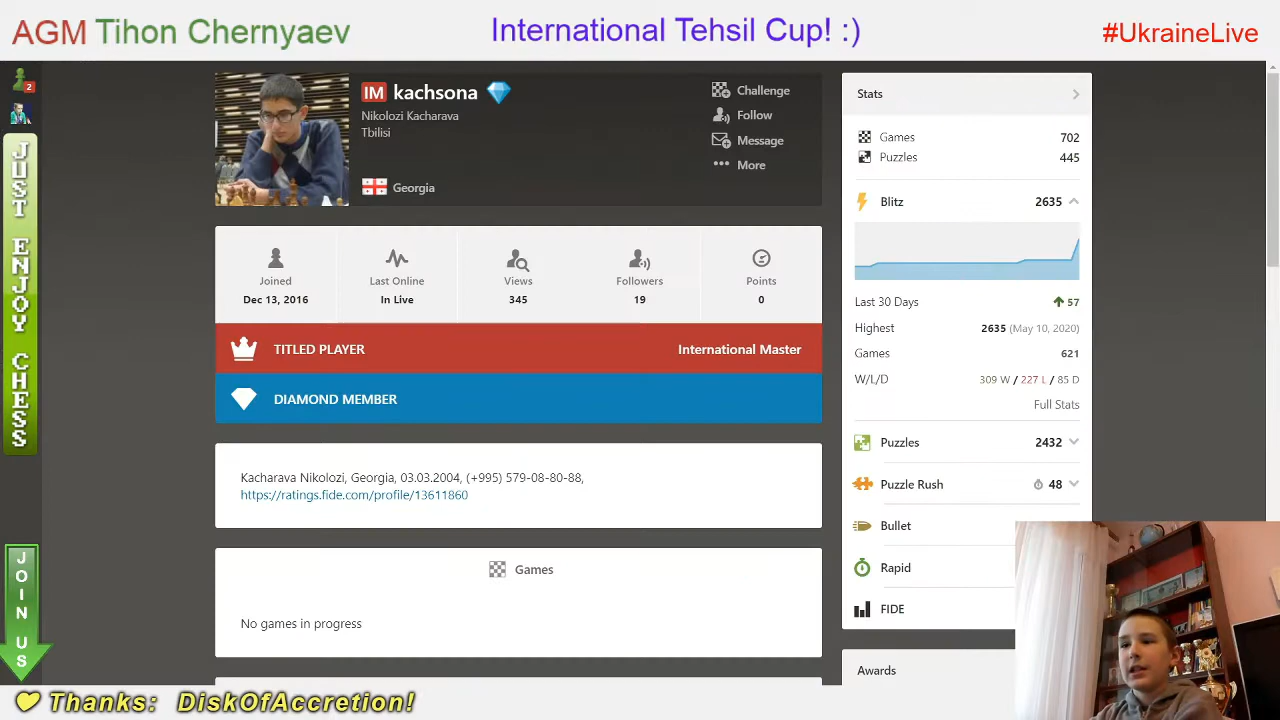 AGM Tihon Chernyaev
International Tehsil Cup! :)
#UkraineLive
2
JUST ENJOY CHESS
JOIN US
IM kachsona
Nikolozi Kacharava
Tbilisi
Georgia
Challenge
Follow
Message
More
Joined
Dec 13, 2016
Last Online
In Live
Views
345
Followers
19
Points
0
TITLED PLAYER International Master
DIAMOND MEMBER
Kacharava Nikolozi, Georgia, 03.03.2004, (+995) 579-08-80-88,
https://ratings.fide.com/profile/13611860
Games
No games in progress
Stats
Games 702
Puzzles 445
Blitz 2635
Last 30 Days 57
Highest 2635 (May 10, 2020)
Games 621
W/L/D 309 W / 227 L / 85 D
Full Stats
Puzzles 2432
Puzzle Rush 48
Bullet
Rapid
FIDE
Awards
Thanks: DiskOfAccretion!